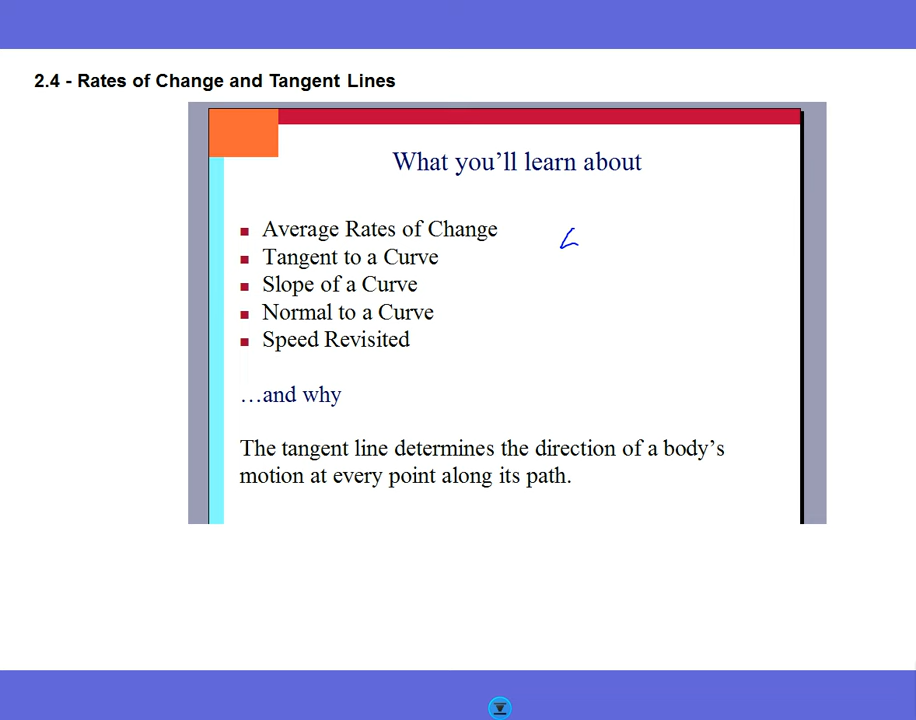 2.4 - Rates of Change and Tangent Lines
What you’ll learn about
Average Rates of Change
Tangent to a Curve
Slope of a Curve
Normal to a Curve
Speed Revisited
…and why
The tangent line determines the direction of a body’s
motion at every point along its path.